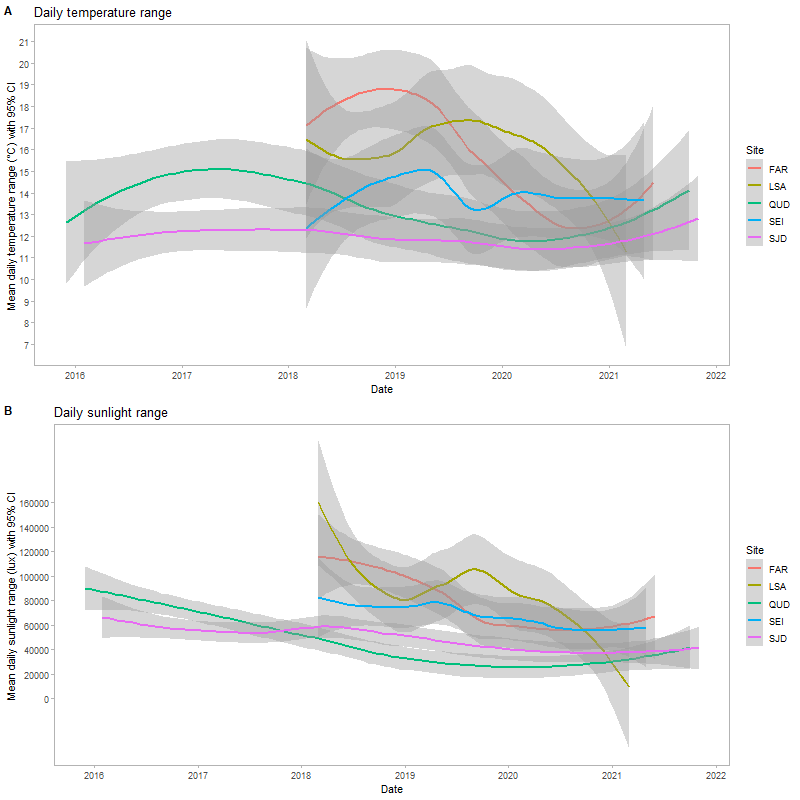 A Daily temperature range
Mean daily temperature range (°C) with 95% CI
21
20
19
18
17
16
15
14
13
12
11
10
9
8
7
2016 2017 2018 2019 2020 2021 2022
Date
Site
FAR
LSA
QUD
SEI
SJD
B Daily sunlight range
Mean daily sunlight range (lux) with 95% CI
160000
140000
120000
100000
80000
60000
40000
20000
0
2016 2017 2018 2019 2020 2021 2022
Date
Site
FAR
LSA
QUD
SEI
SJD